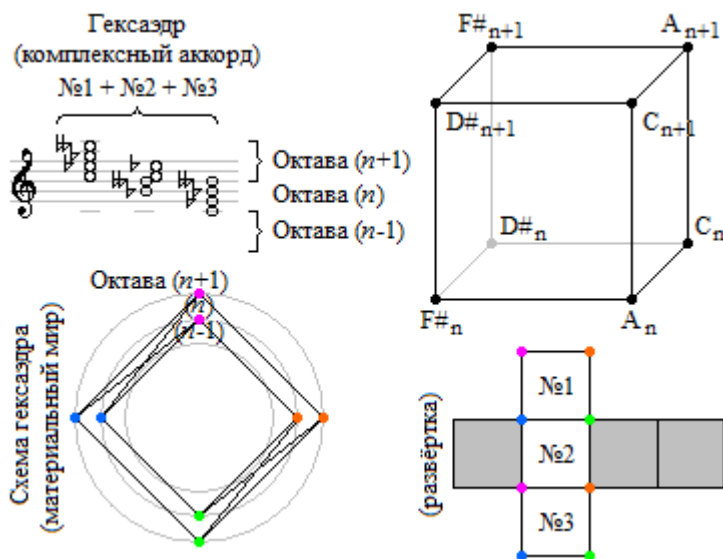 Гексаэдр
(комплексный аккорд)
№1 + №2 + №3
Октава (n+1)
Октава (n)
Октава (n-1)
F#n+1
An+1
D#n+1
Cn+1
D#n
Cn
F#n
An
Октава (n+1)
(n)
(n-1)
Схема гексаэдра
(материальный мир)
(развёртка)
№1
№2
№3